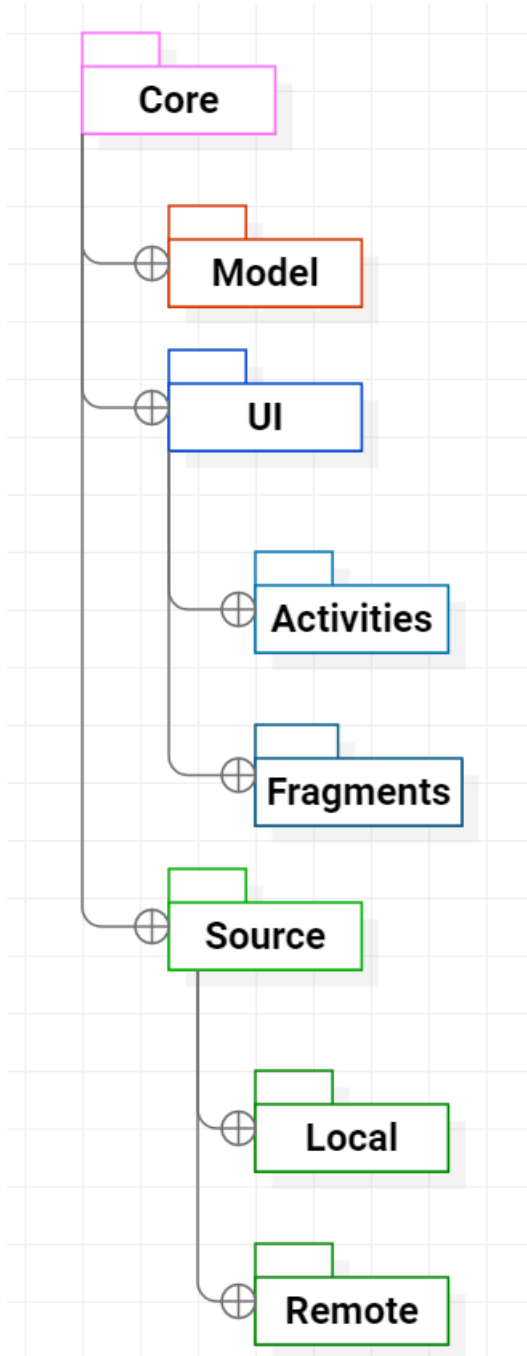 Core
Model
UI
Activities
Fragments
Source
Local
Remote